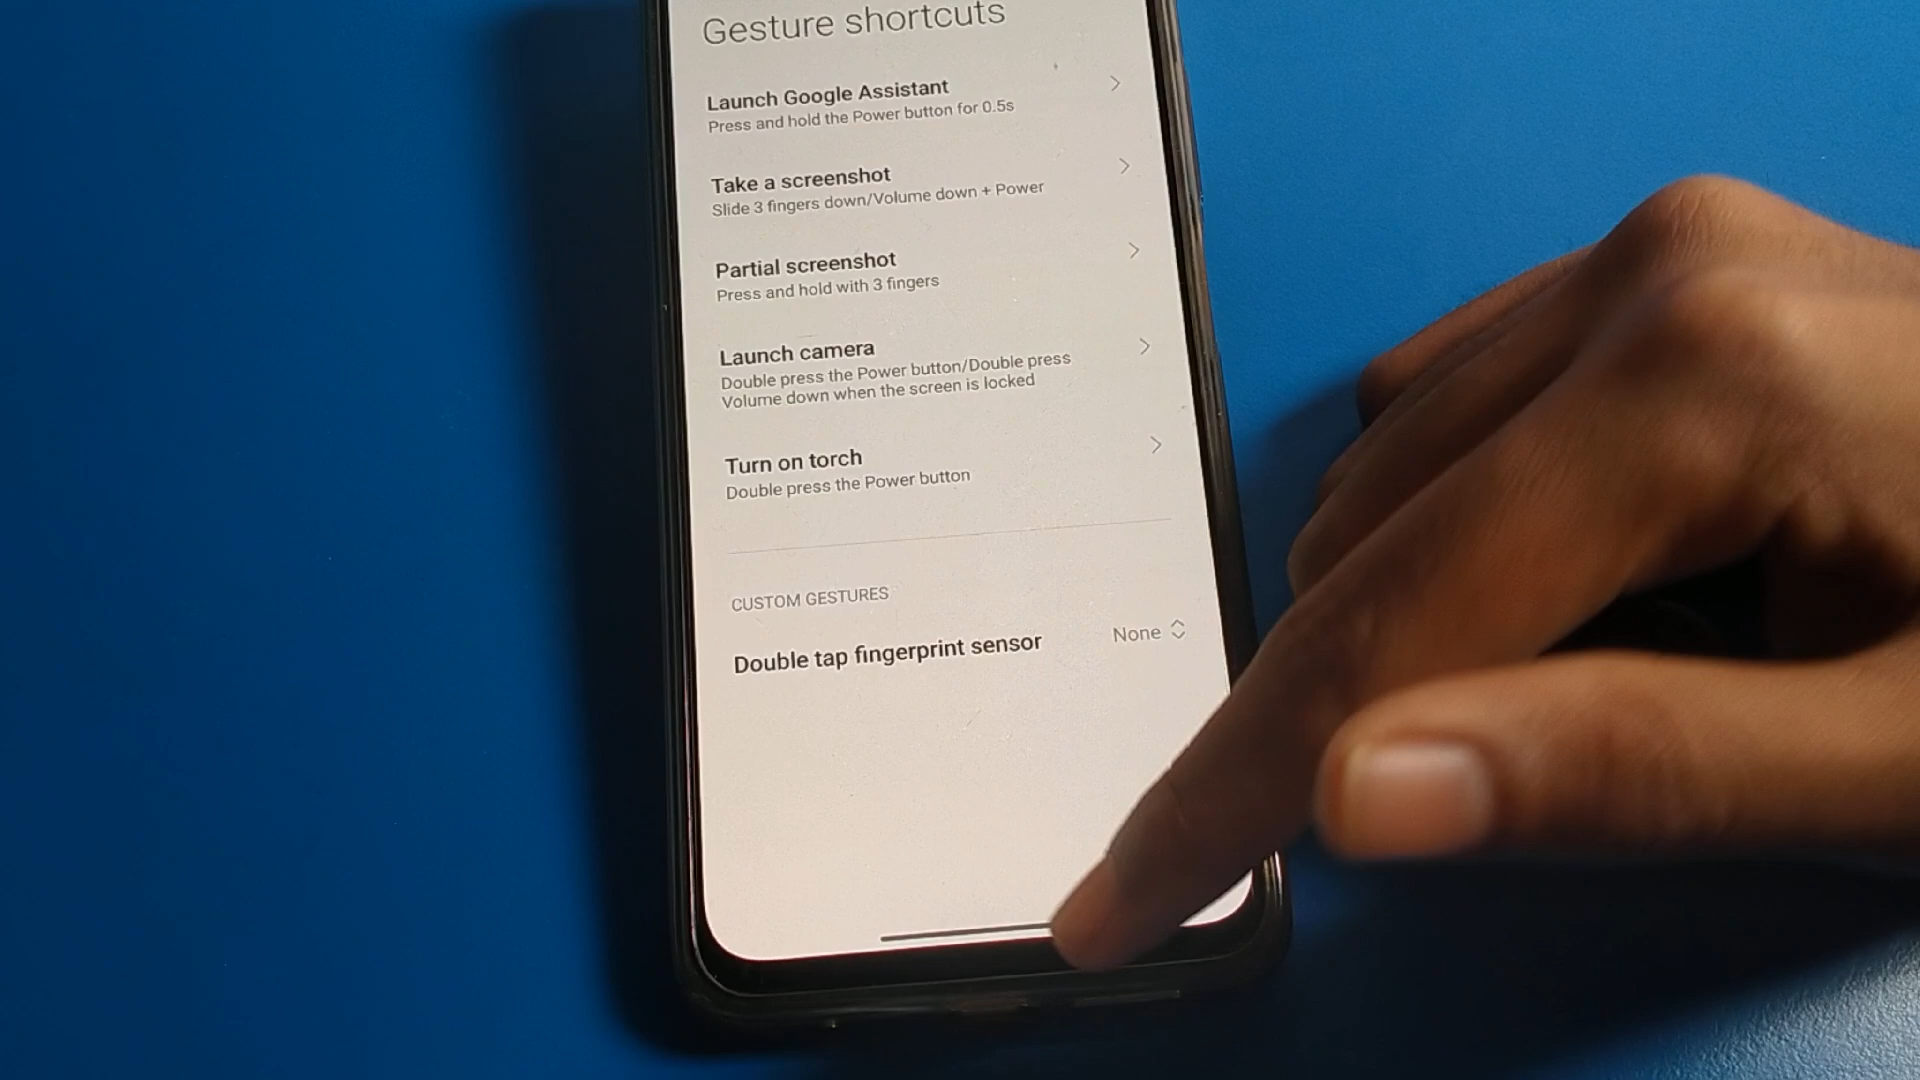 Gesture shortcuts
Launch Google Assistant
Press and hold the Power button for 0.5s
Take a screenshot
Slide 3 fingers down/Volume down + Power
Partial screenshot
Press and hold with 3 fingers
Launch camera
Double press the Power button/Double press
Volume down when the screen is locked
Turn on torch
Double press the Power button
CUSTOM GESTURES
Double tap fingerprint sensor None